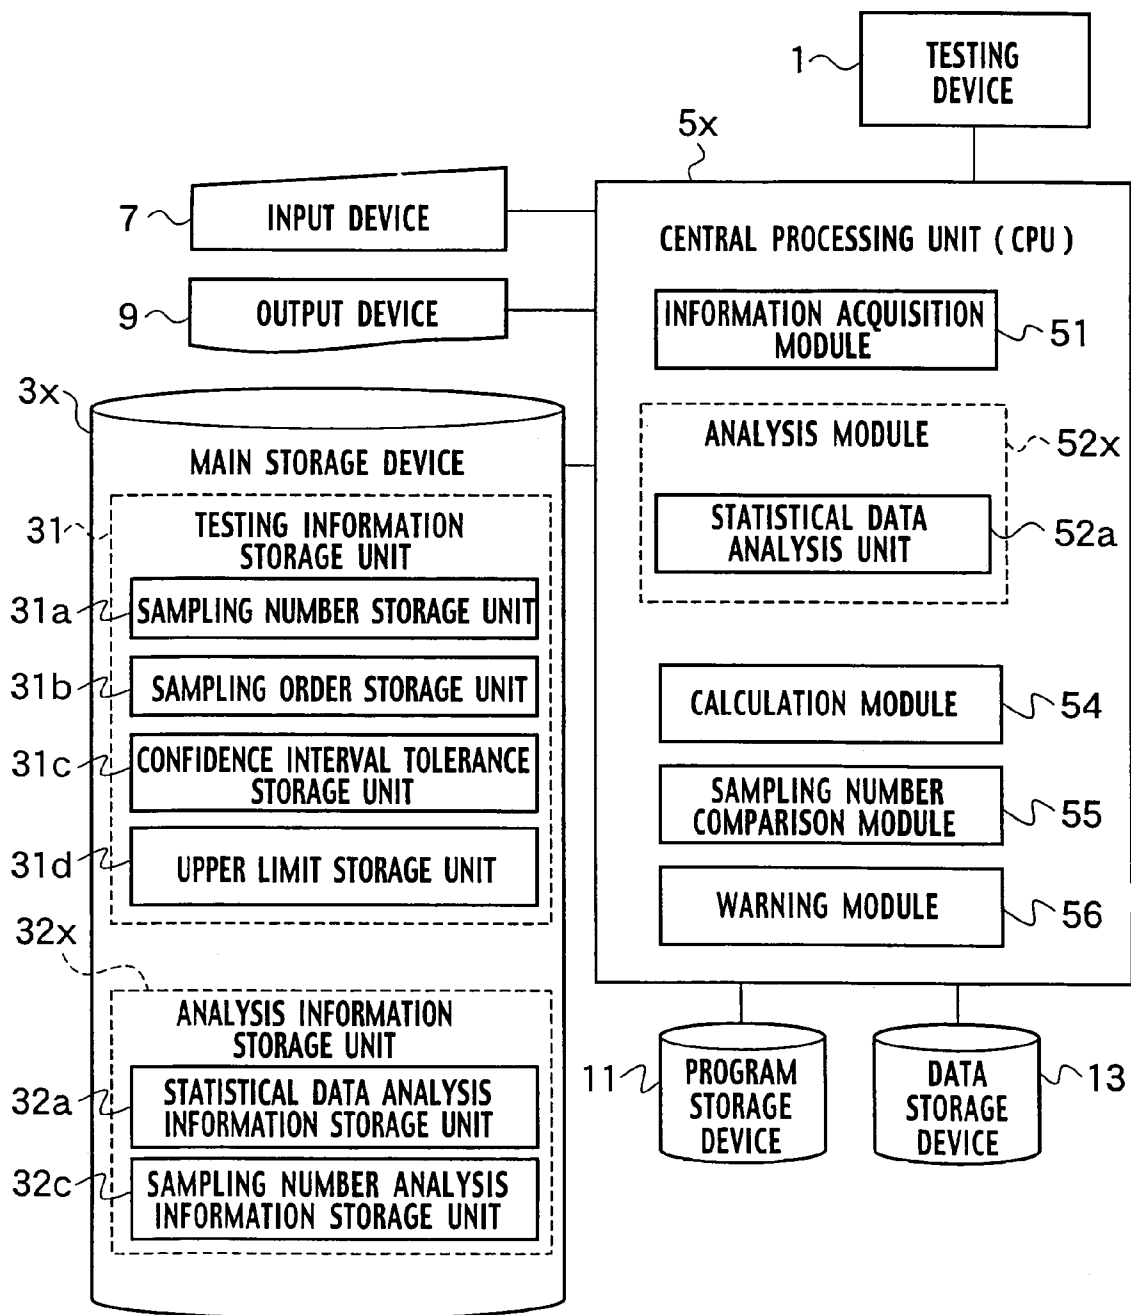 1
TESTING
DEVICE
5x
7
INPUT DEVICE
9
OUTPUT DEVICE
CENTRAL PROCESSING UNIT (CPU)
INFORMATION ACQUISITION
MODULE
51
ANALYSIS MODULE
52x
STATISTICAL DATA
ANALYSIS UNIT
52a
CALCULATION MODULE
54
SAMPLING NUMBER
COMPARISON MODULE
55
WARNING MODULE
56
3x
MAIN STORAGE DEVICE
31
TESTING INFORMATION
STORAGE UNIT
31a
SAMPLING NUMBER STORAGE UNIT
31b
SAMPLING ORDER STORAGE UNIT
31c
CONFIDENCE INTERVAL TOLERANCE
STORAGE UNIT
31d
UPPER LIMIT STORAGE UNIT
32x
ANALYSIS INFORMATION
STORAGE UNIT
32a
STATISTICAL DATA ANALYSIS
INFORMATION STORAGE UNIT
32c
SAMPLING NUMBER ANALYSIS
INFORMATION STORAGE UNIT
11
PROGRAM
STORAGE
DEVICE
DATA
STORAGE
DEVICE
13